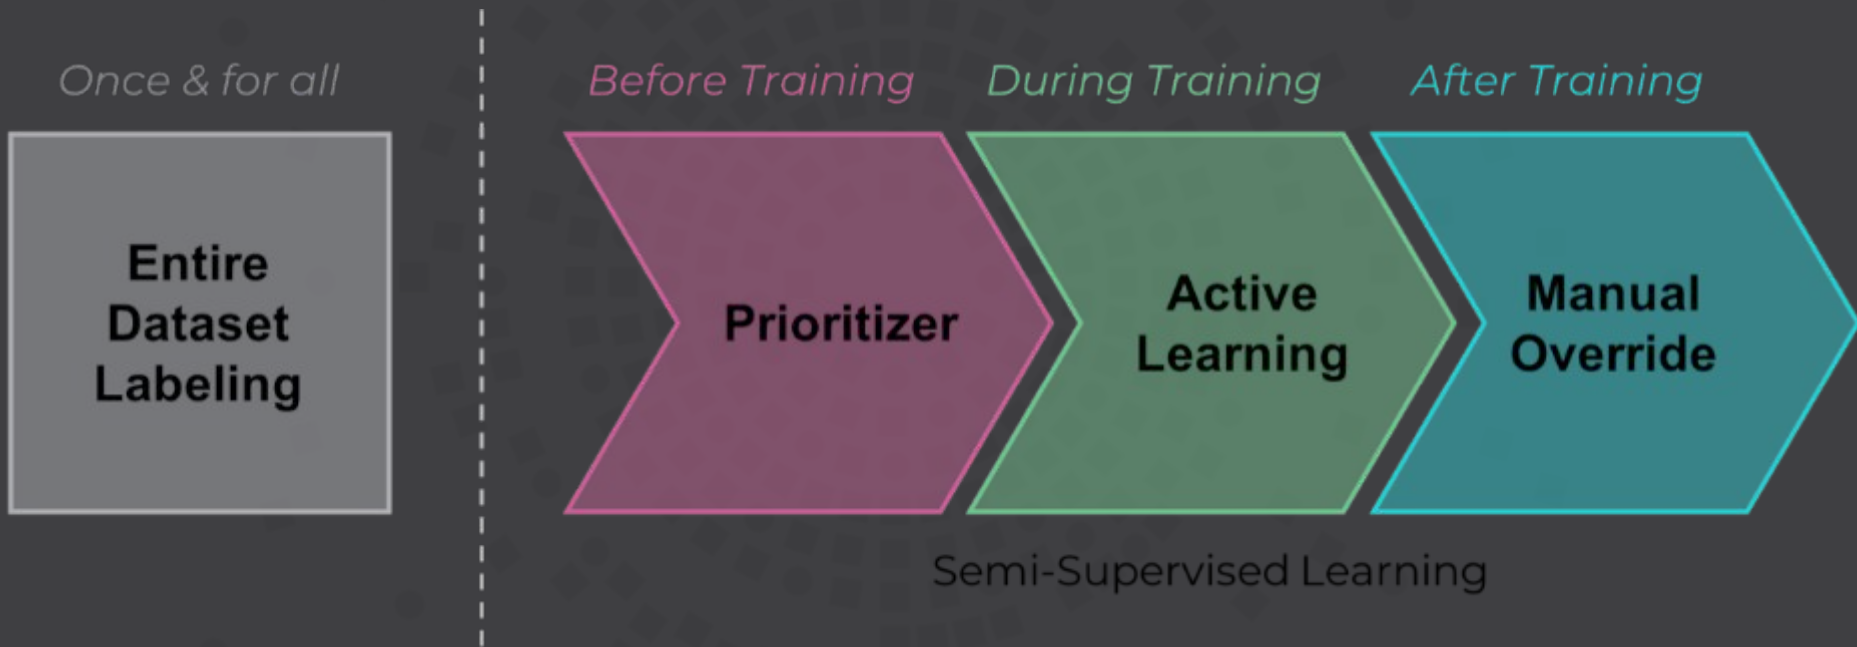 Once & for all
Entire
Dataset
Labeling
Before Training
Prioritizer
During Training
Active
Learning
After Training
Manual
Override
Semi-Supervised Learning